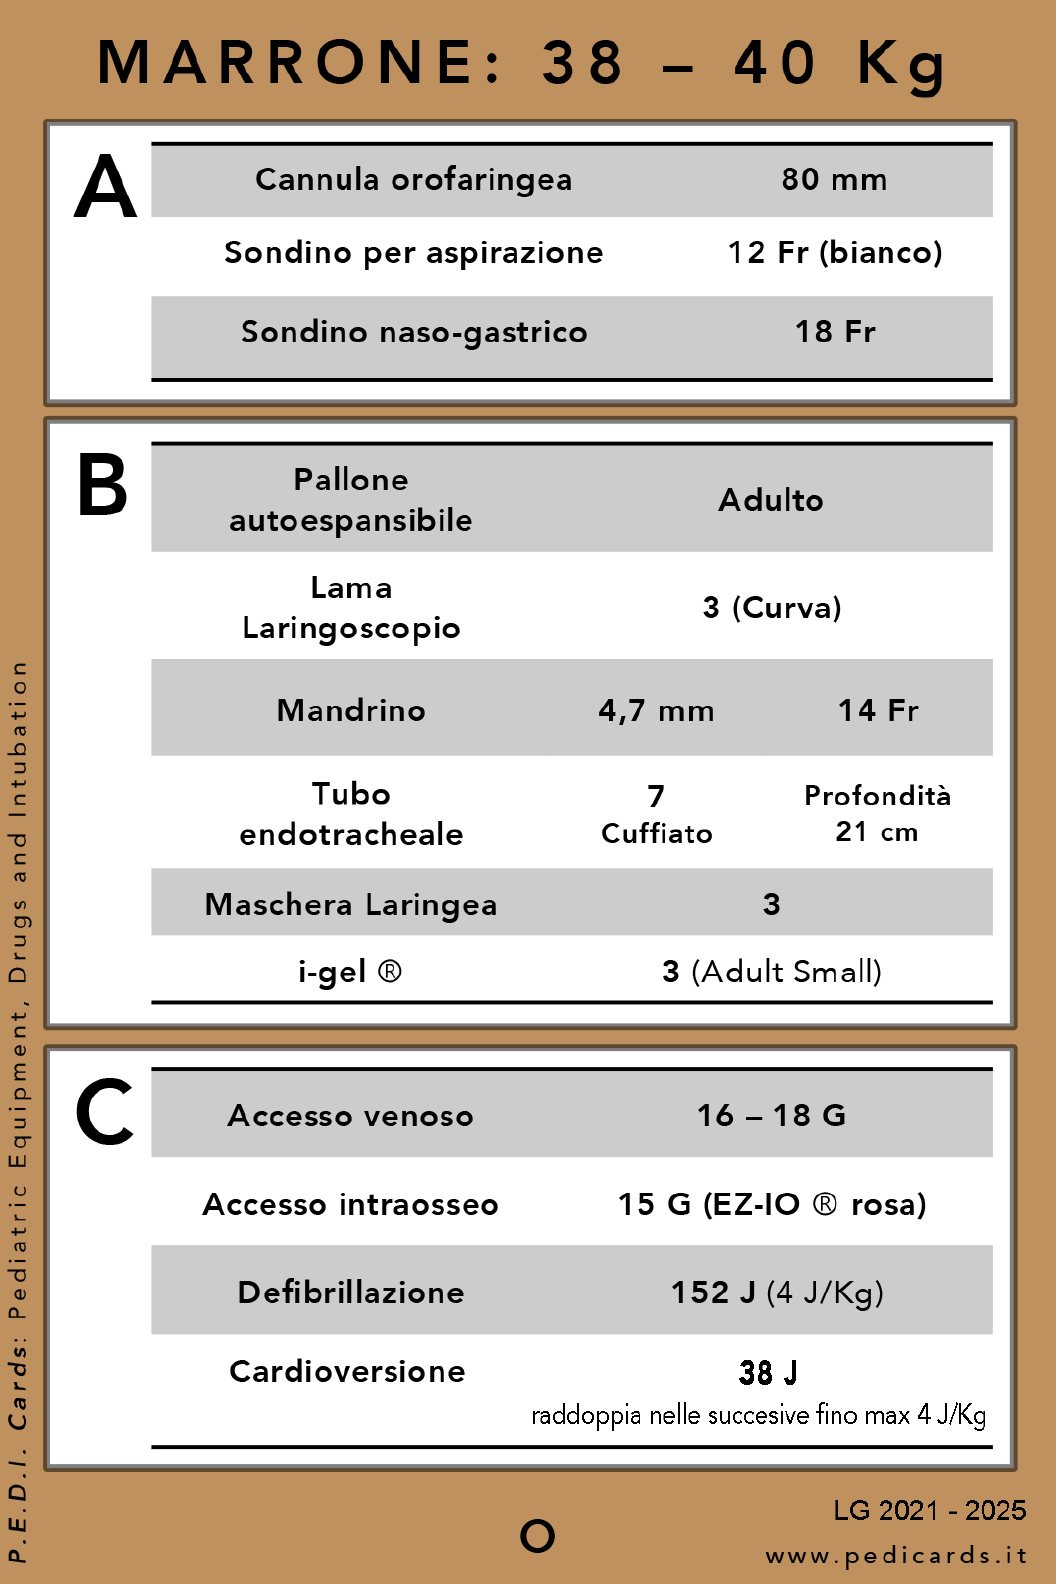 MARRONE: 38 – 40 Kg
A
Cannula orofaringea 80 mm
Sondino per aspirazione 12 Fr (bianco)
Sondino naso-gastrico 18 Fr
B
Pallone
autoespansibile
Adulto
Lama
Laringoscopio
3 (Curva)
Mandrino 4,7 mm 14 Fr
Tubo
endotracheale
7
Cuffiato
Profondità
21 cm
Maschera Laringea 3
i-gel ® 3 (Adult Small)
C
Accesso venoso 16 – 18 G
Accesso intraosseo 15 G (EZ-IO ® rosa)
Defibrillazione 152 J (4 J/Kg)
Cardioversione 38 J
raddoppia nelle succesive fino max 4 J/Kg
P.E.D.I. Cards: Pediatric Equipment, Drugs and Intubation
O
LG 2021 - 2025
www.pedicards.it